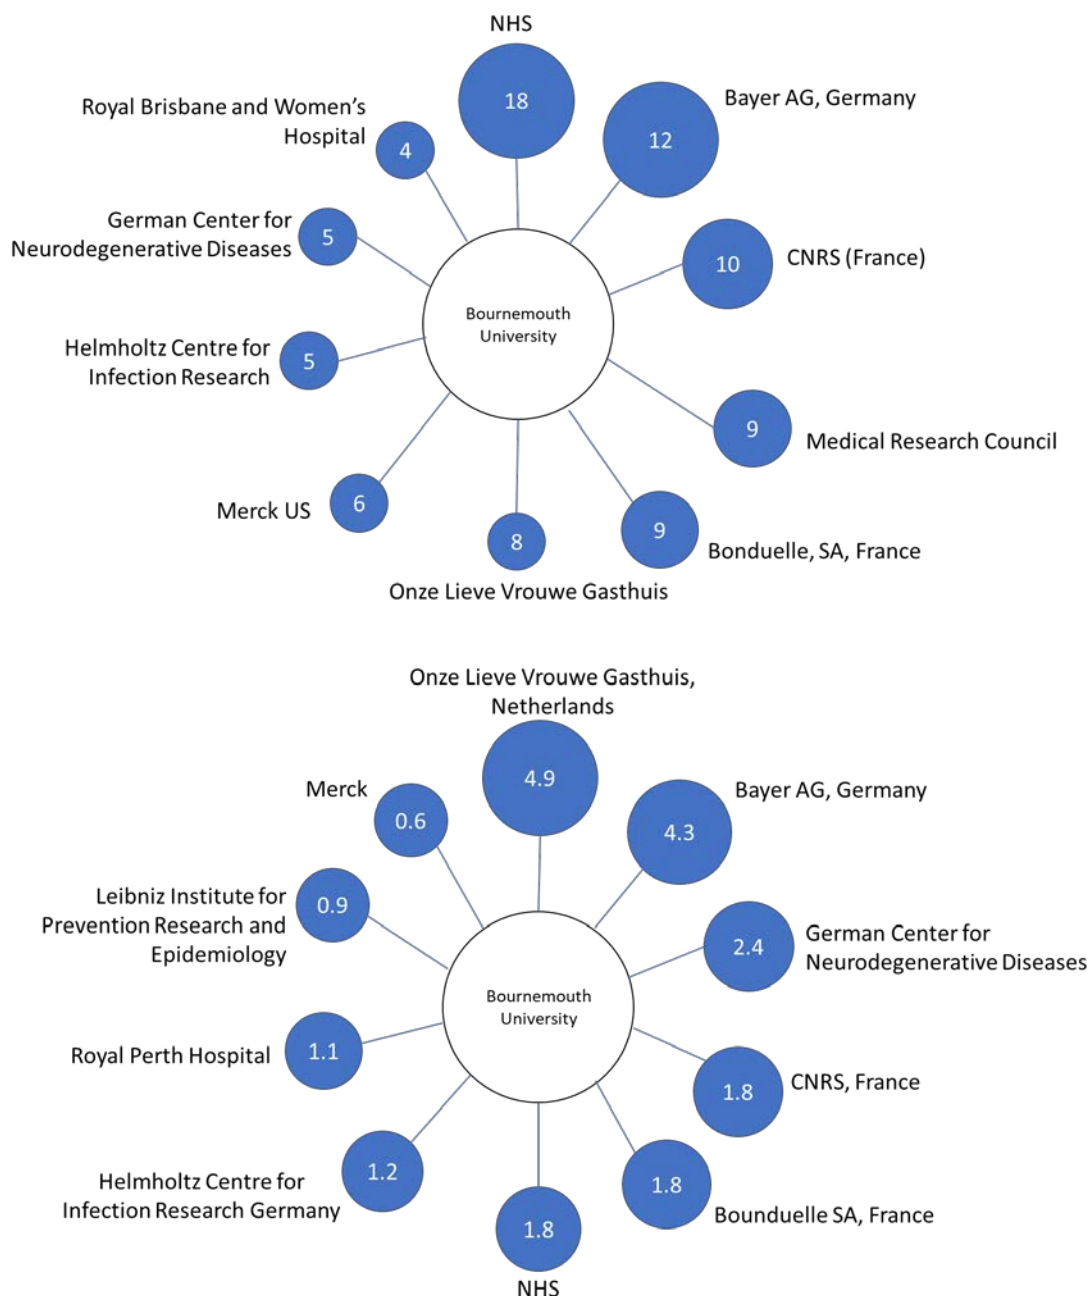 NHS
18
Bayer AG, Germany
12
Royal Brisbane and Women's
Hospital
4
German Center for
Neurodegenerative Diseases
5
CNRS (France)
10
Bournemouth
University
Helmholtz Centre for
Infection Research
5
9
Medical Research Council
Merck US
6
8
Onze Lieve Vrouwe Gasthuis
9
Bonduelle, SA, France
Onze Lieve Vrouwe Gasthuis,
Netherlands
4.9
Merck
0.6
Bayer AG, Germany
4.3
Leibniz Institute for
Prevention Research and
Epidemiology
0.9
2.4
German Center for
Neurodegenerative Diseases
Bournemouth
University
Royal Perth Hospital
1.1
1.8
CNRS, France
Helmholtz Centre for
Infection Research Germany
1.2
1.8
Bounduelle SA, France
1.8
NHS